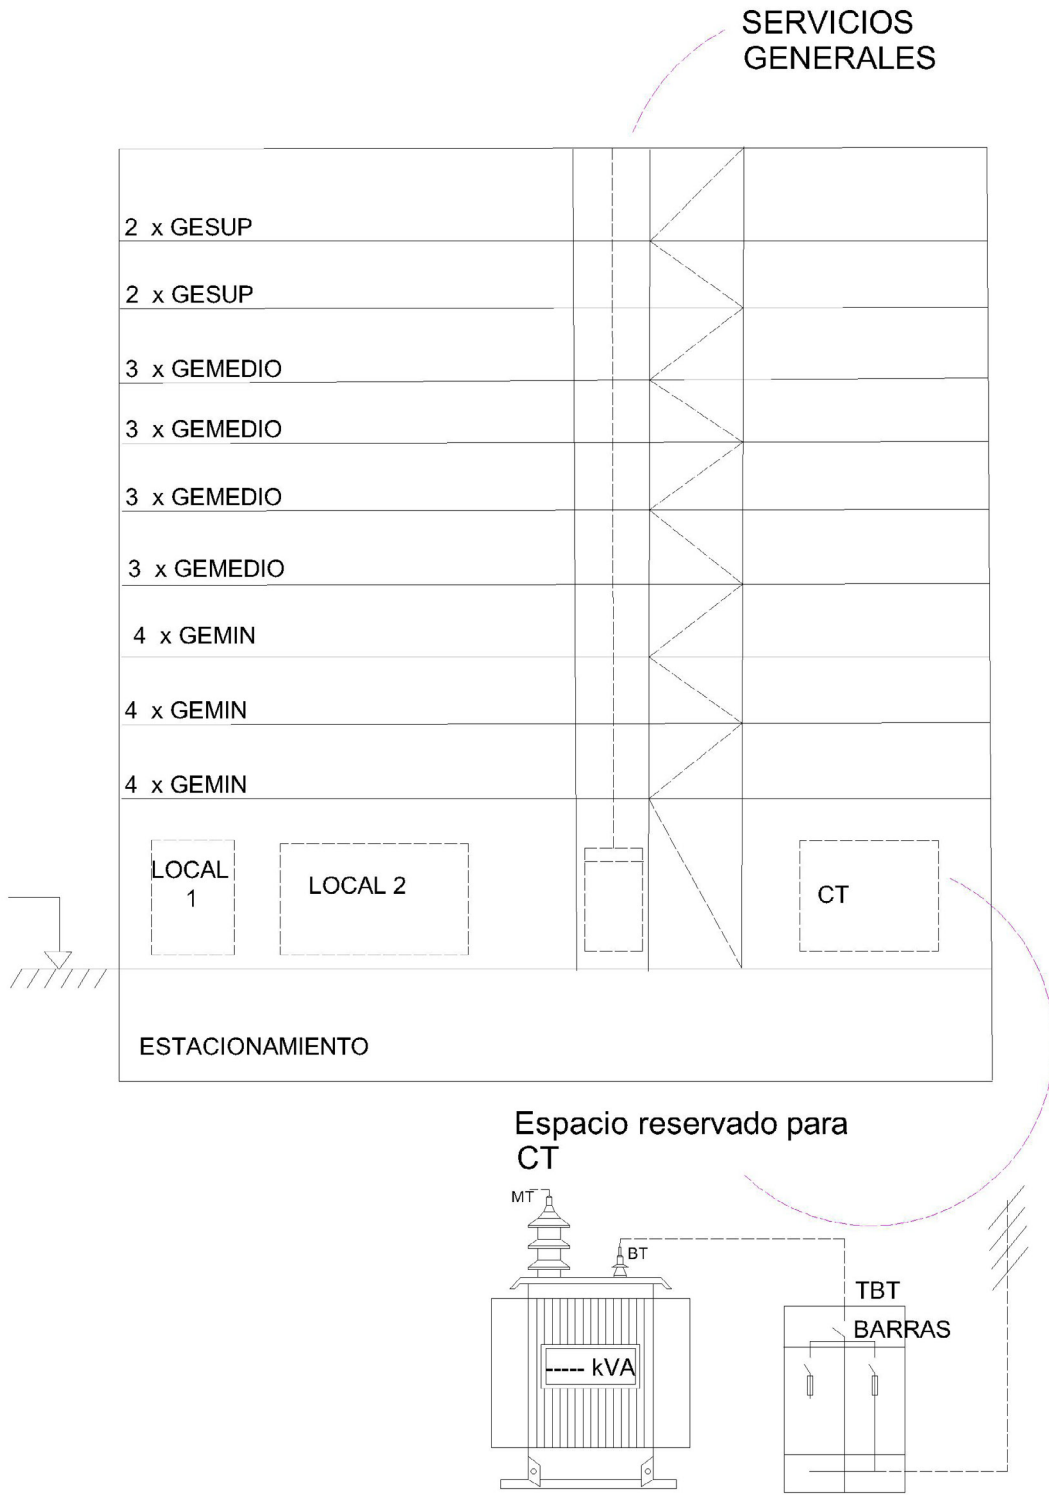 SERVICIOS
GENERALES
2 x GESUP
2 x GESUP
3 x GEMEDIO
3 x GEMEDIO
3 x GEMEDIO
3 x GEMEDIO
4 x GEMIN
4 x GEMIN
4 x GEMIN
LOCAL
1
LOCAL 2
CT
ESTACIONAMIENTO
Espacio reservado para
CT
MT
BT
TBT
BARRAS
----- kVA